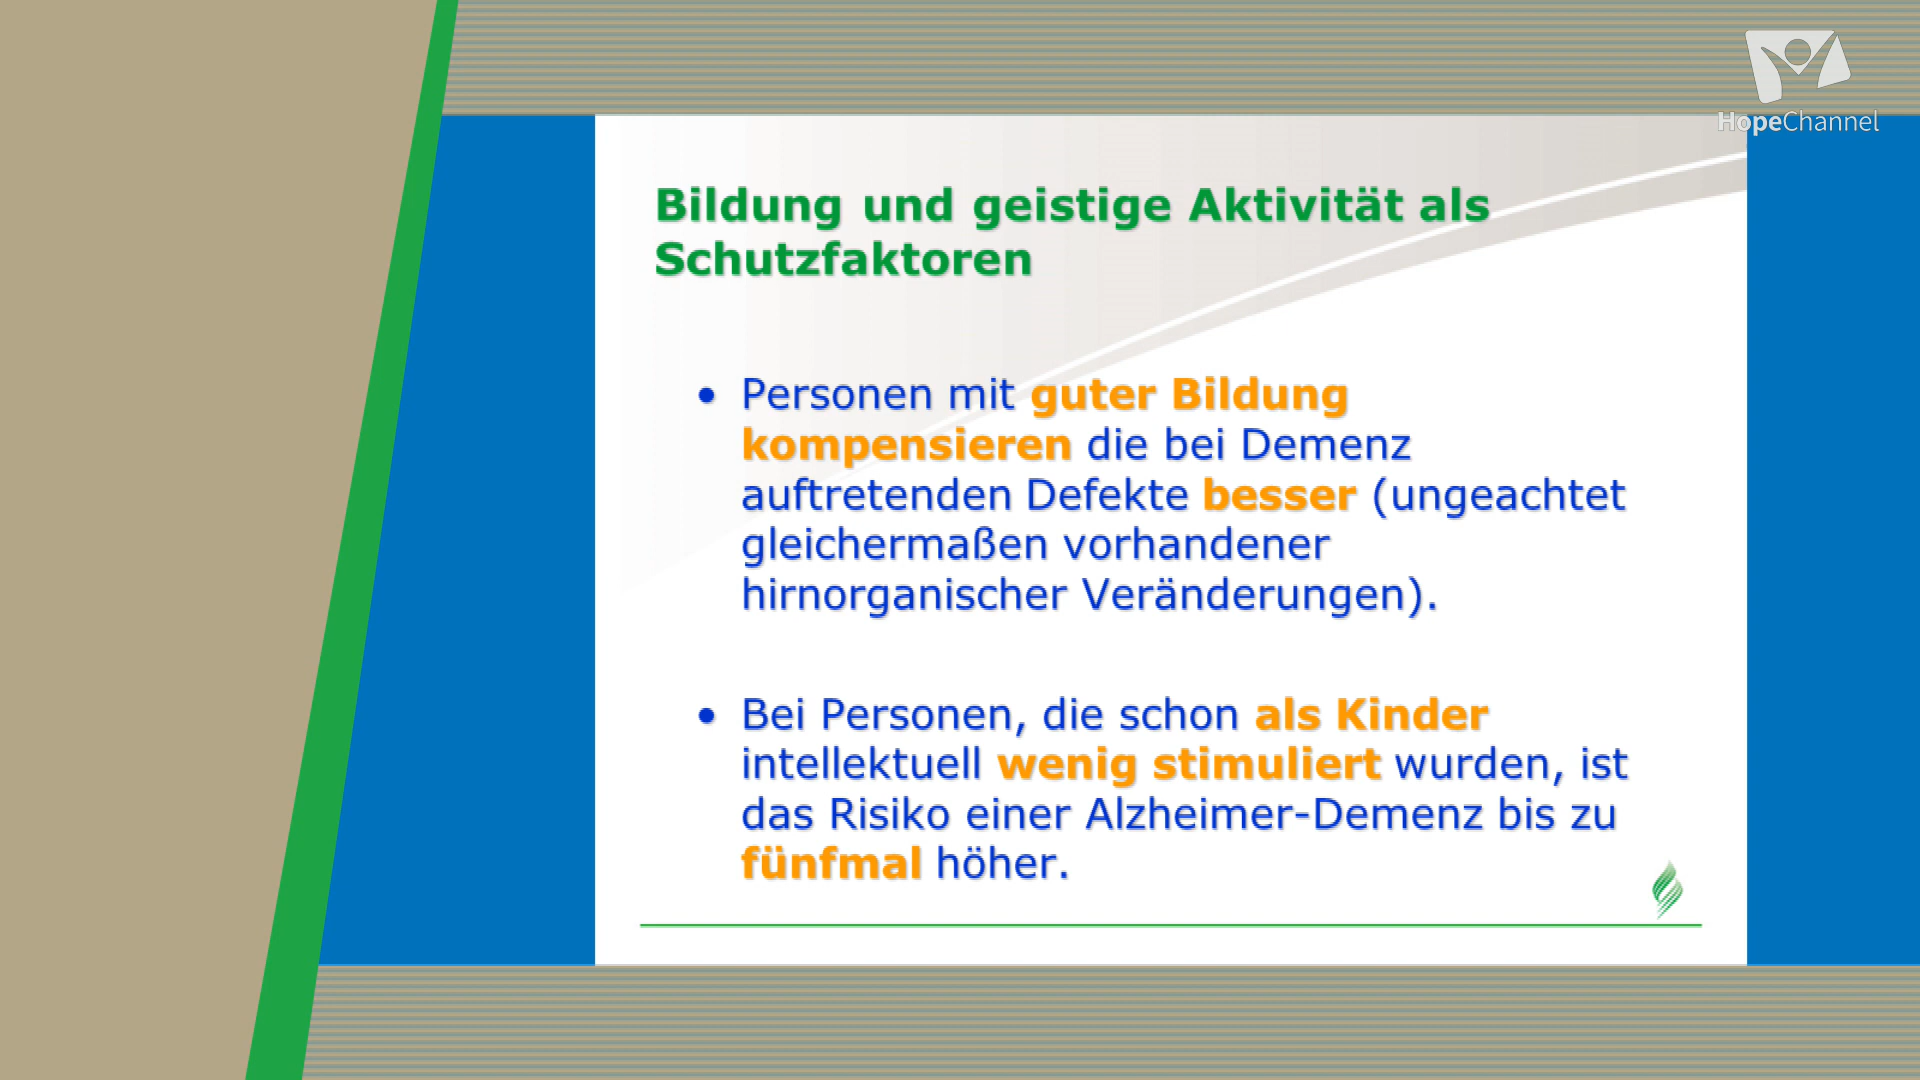 HopeChannel
Bildung und geistige Aktivität als
Schutzfaktoren
• Personen mit guter Bildung
kompensieren die bei Demenz
auftretenden Defekte besser (ungeachtet
gleichermaßen vorhandener
hirnorganischer Veränderungen).
• Bei Personen, die schon als Kinder
intellektuell wenig stimuliert wurden, ist
das Risiko einer Alzheimer-Demenz bis zu
fünfmal höher.